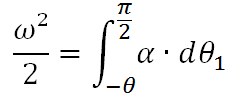 ω²/2 = ∫_{-θ}^{π/2} α · dθ₁